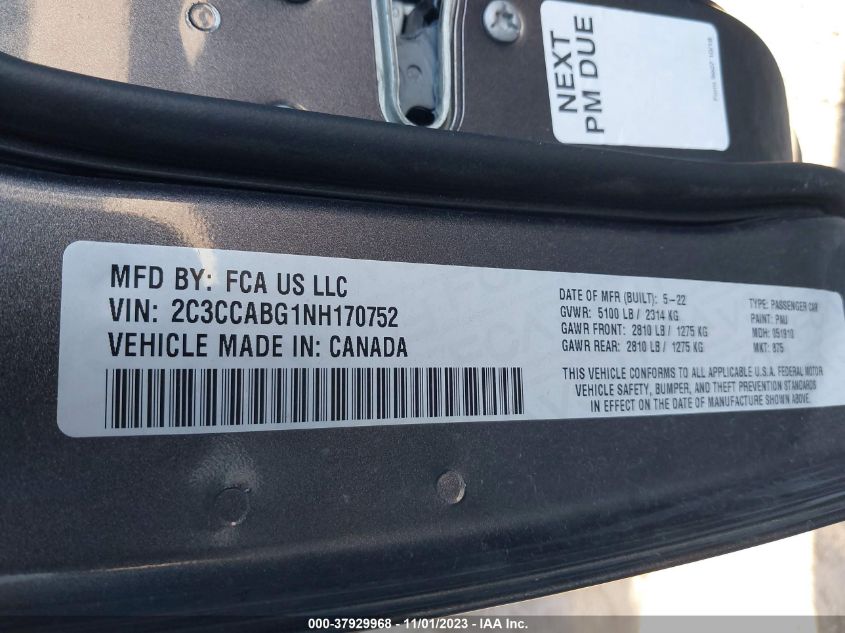 NEXT
PM DUE
Form 9ap2 10/18
MFD BY: FCA US LLC
VIN: 2C3CCABG1NH170752
VEHICLE MADE IN: CANADA
DATE OF MFR (BUILT): 5-22
GVWR: 5100 LB / 2314 KG
GAWR FRONT: 2810 LB / 1275 KG
GAWR REAR: 2810 LB / 1275 KG
TYPE: PASSENGER CAR
PAINT: PAU
MDH: 051910
MKT: 875
THIS VEHICLE CONFORMS TO ALL APPLICABLE U.S.A. FEDERAL MOTOR
VEHICLE SAFETY, BUMPER, AND THEFT PREVENTION STANDARDS
IN EFFECT ON THE DATE OF MANUFACTURE SHOWN ABOVE.
000-37929968 - 11/01/2023 - IAA Inc.